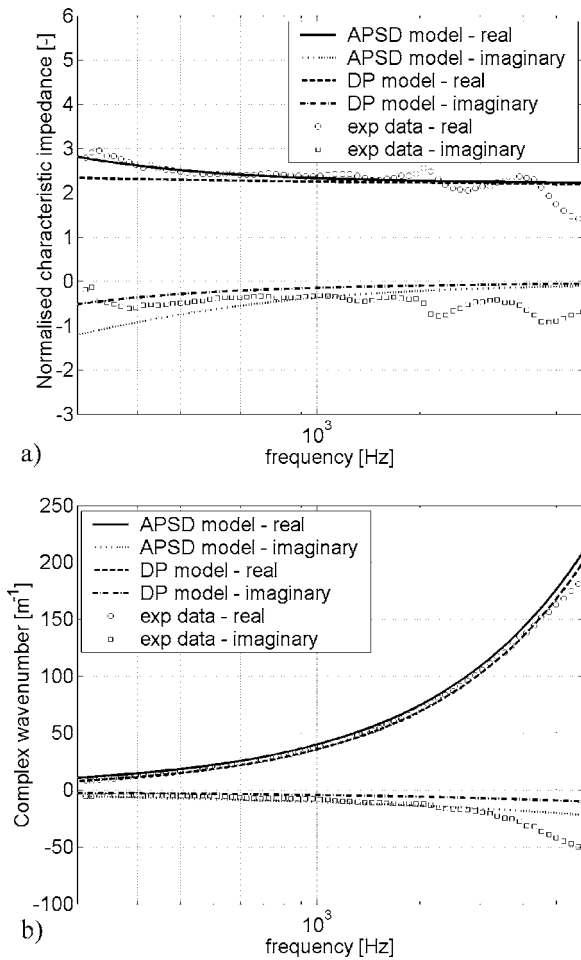 6
5
4
3
2
1
0
-1
-2
-3
Normalised characteristic impedance [-]
APSD model - real
APSD model - imaginary
DP model - real
DP model - imaginary
exp data - real
exp data - imaginary
10³
frequency [Hz]
a)
250
200
150
100
50
0
-50
-100
Complex wavenumber [m⁻¹]
APSD model - real
APSD model - imaginary
DP model - real
DP model - imaginary
exp data - real
exp data - imaginary
10³
frequency [Hz]
b)